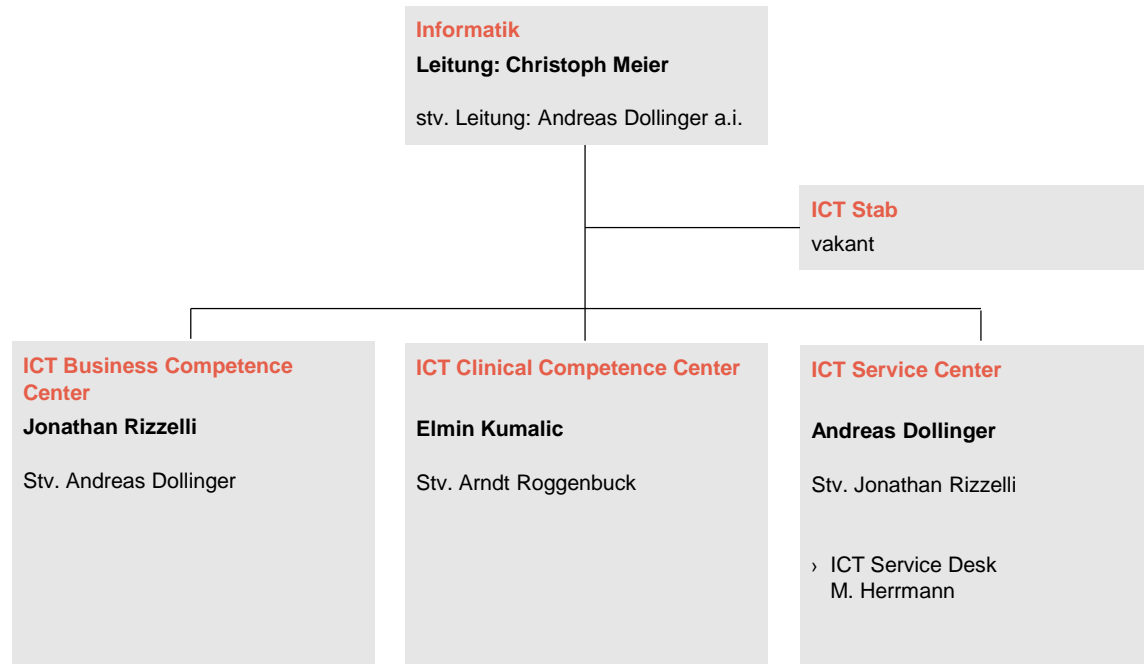 Informatik
Leitung: Christoph Meier
stv. Leitung: Andreas Dollinger a.i.
ICT Stab
vakant
ICT Business Competence
Center
Jonathan Rizzelli
Stv. Andreas Dollinger
ICT Clinical Competence Center
Elmin Kumalic
Stv. Arndt Roggenbuck
ICT Service Center
Andreas Dollinger
Stv. Jonathan Rizzelli
› ICT Service Desk
M. Herrmann